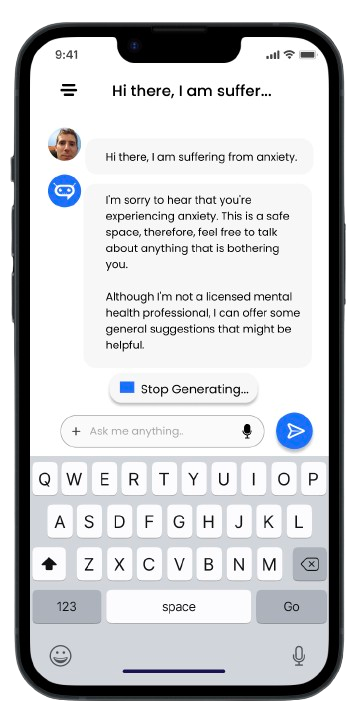 9:41
Hi there, I am suffer...
Hi there, I am suffering from anxiety.
I'm sorry to hear that you're
experiencing anxiety. This is a safe
space, therefore, feel free to talk
about anything that is bothering
you.
Although I'm not a licensed mental
health professional, I can offer some
general suggestions that might be
helpful.
Stop Generating...
+ Ask me anything..
Q W E R T Y U I O P
A S D F G H J K L
Z X C V B N M
123 space Go